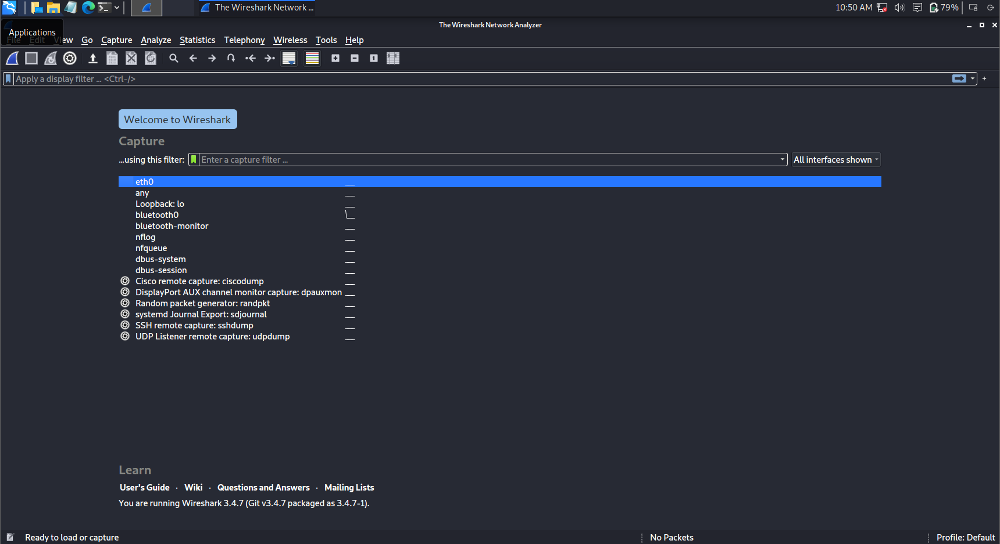 The Wireshark Network ...
10:50 AM
79%
The Wireshark Network Analyzer
Applications
File Edit View Go Capture Analyze Statistics Telephony Wireless Tools Help
Apply a display filter ... <Ctrl-/>
Welcome to Wireshark
Capture
...using this filter: Enter a capture filter ... All interfaces shown
eth0
any
Loopback: lo
bluetooth0
bluetooth-monitor
nflog
nfqueue
dbus-system
dbus-session
Cisco remote capture: ciscodump
DisplayPort AUX channel monitor capture: dpauxmon
Random packet generator: randpkt
systemd Journal Export: sdjournal
SSH remote capture: sshdump
UDP Listener remote capture: udpdump
Learn
User's Guide · Wiki · Questions and Answers · Mailing Lists
You are running Wireshark 3.4.7 (Git v3.4.7 packaged as 3.4.7-1).
Ready to load or capture No Packets Profile: Default